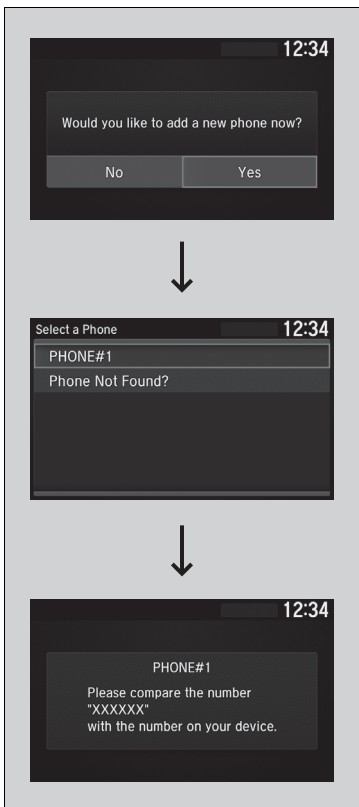 12:34
Would you like to add a new phone now?
No Yes
Select a Phone 12:34
PHONE#1
Phone Not Found?
12:34
PHONE#1
Please compare the number
"XXXXXX"
with the number on your device.